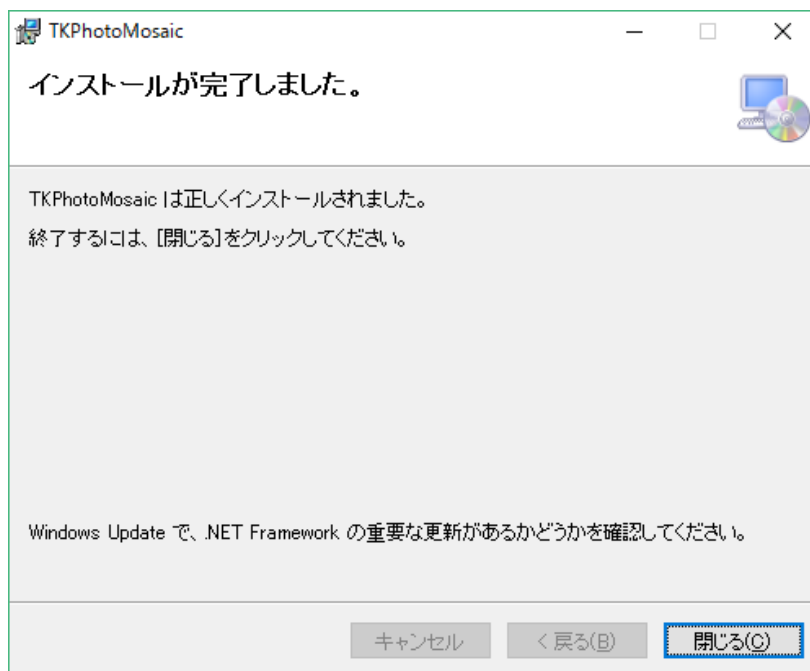 TKPhotoMosaic
インストールが完了しました。
TKPhotoMosaic は正しくインストールされました。
終了するには、[閉じる]をクリックしてください。
Windows Update で、.NET Framework の重要な更新があるかどうかを確認してください。
キャンセル
< 戻る(B)
閉じる(C)